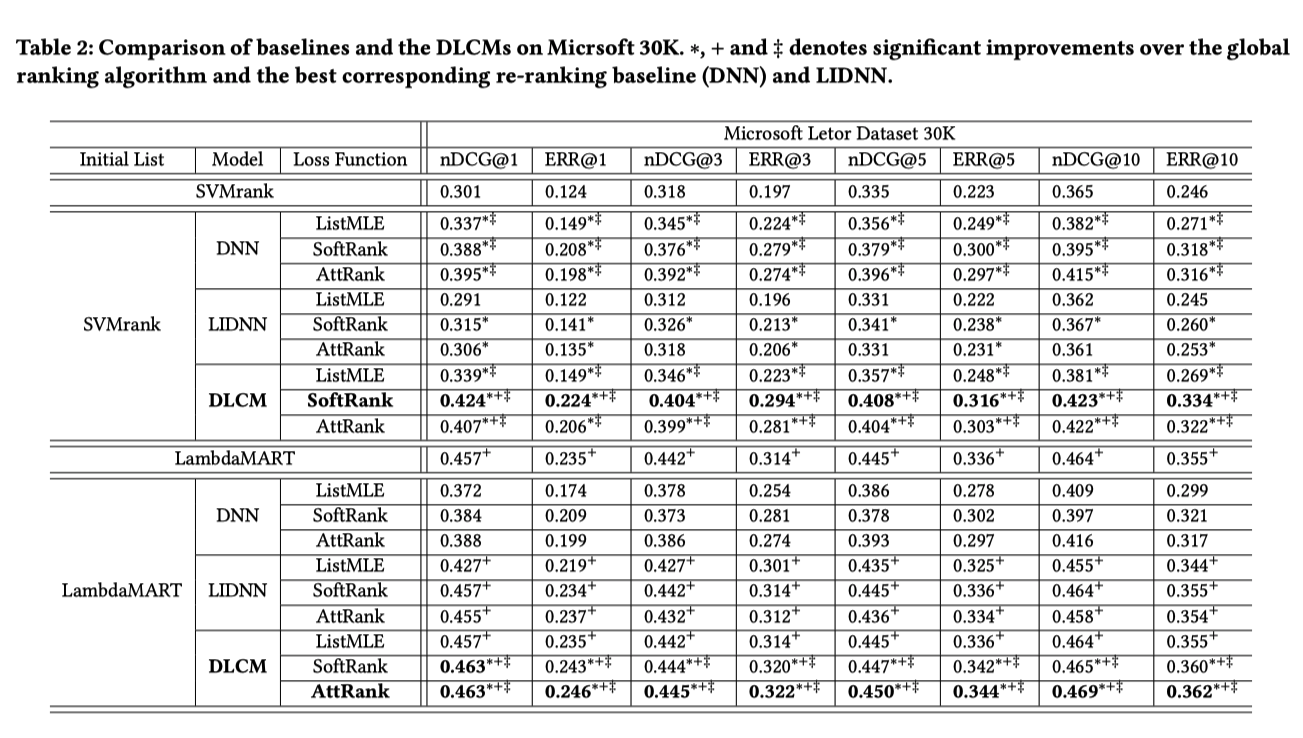 Table 2: Comparison of baselines and the DLCMs on Micrsoft 30K. *, + and ‡ denotes significant improvements over the global
ranking algorithm and the best corresponding re-ranking baseline (DNN) and LIDNN.
Microsoft Letor Dataset 30K
Initial List Model Loss Function nDCG@1 ERR@1 nDCG@3 ERR@3 nDCG@5 ERR@5 nDCG@10 ERR@10
SVMrank 0.301 0.124 0.318 0.197 0.335 0.223 0.365 0.246
ListMLE 0.337*‡ 0.149*‡ 0.345*‡ 0.224*‡ 0.356*‡ 0.249*‡ 0.382*‡ 0.271*‡
DNN SoftRank 0.388*‡ 0.208*‡ 0.376*‡ 0.279*‡ 0.379*‡ 0.300*‡ 0.395*‡ 0.318*‡
AttRank 0.395*‡ 0.198*‡ 0.392*‡ 0.274*‡ 0.396*‡ 0.297*‡ 0.415*‡ 0.316*‡
ListMLE 0.291 0.122 0.312 0.196 0.331 0.222 0.362 0.245
SVMrank LIDNN SoftRank 0.315* 0.141* 0.326* 0.213* 0.341* 0.238* 0.367* 0.260*
AttRank 0.306* 0.135* 0.318 0.206* 0.331 0.231* 0.361 0.253*
ListMLE 0.339*‡ 0.149*‡ 0.346*‡ 0.223*‡ 0.357*‡ 0.248*‡ 0.381*‡ 0.269*‡
DLCM SoftRank 0.424*+‡ 0.224*+‡ 0.404*+‡ 0.294*+‡ 0.408*+‡ 0.316*+‡ 0.423*+‡ 0.334*+‡
AttRank 0.407*+‡ 0.206*‡ 0.399*+‡ 0.281*+‡ 0.404*+‡ 0.303*+‡ 0.422*+‡ 0.322*+‡
LambdaMART 0.457+ 0.235+ 0.442+ 0.314+ 0.445+ 0.336+ 0.464+ 0.355+
ListMLE 0.372 0.174 0.378 0.254 0.386 0.278 0.409 0.299
DNN SoftRank 0.384 0.209 0.373 0.281 0.378 0.302 0.397 0.321
AttRank 0.388 0.199 0.386 0.274 0.393 0.297 0.416 0.317
ListMLE 0.427+ 0.219+ 0.427+ 0.301+ 0.435+ 0.325+ 0.455+ 0.344+
LambdaMART LIDNN SoftRank 0.457+ 0.234+ 0.442+ 0.314+ 0.445+ 0.336+ 0.464+ 0.355+
AttRank 0.455+ 0.237+ 0.432+ 0.312+ 0.436+ 0.334+ 0.458+ 0.354+
ListMLE 0.457+ 0.235+ 0.442+ 0.314+ 0.445+ 0.336+ 0.464+ 0.355+
DLCM SoftRank 0.463*+‡ 0.243*+‡ 0.444*+‡ 0.320*+‡ 0.447*+‡ 0.342*+‡ 0.465*+‡ 0.360*+‡
AttRank 0.463*+‡ 0.246*+‡ 0.445*+‡ 0.322*+‡ 0.450*+‡ 0.344*+‡ 0.469*+‡ 0.362*+‡